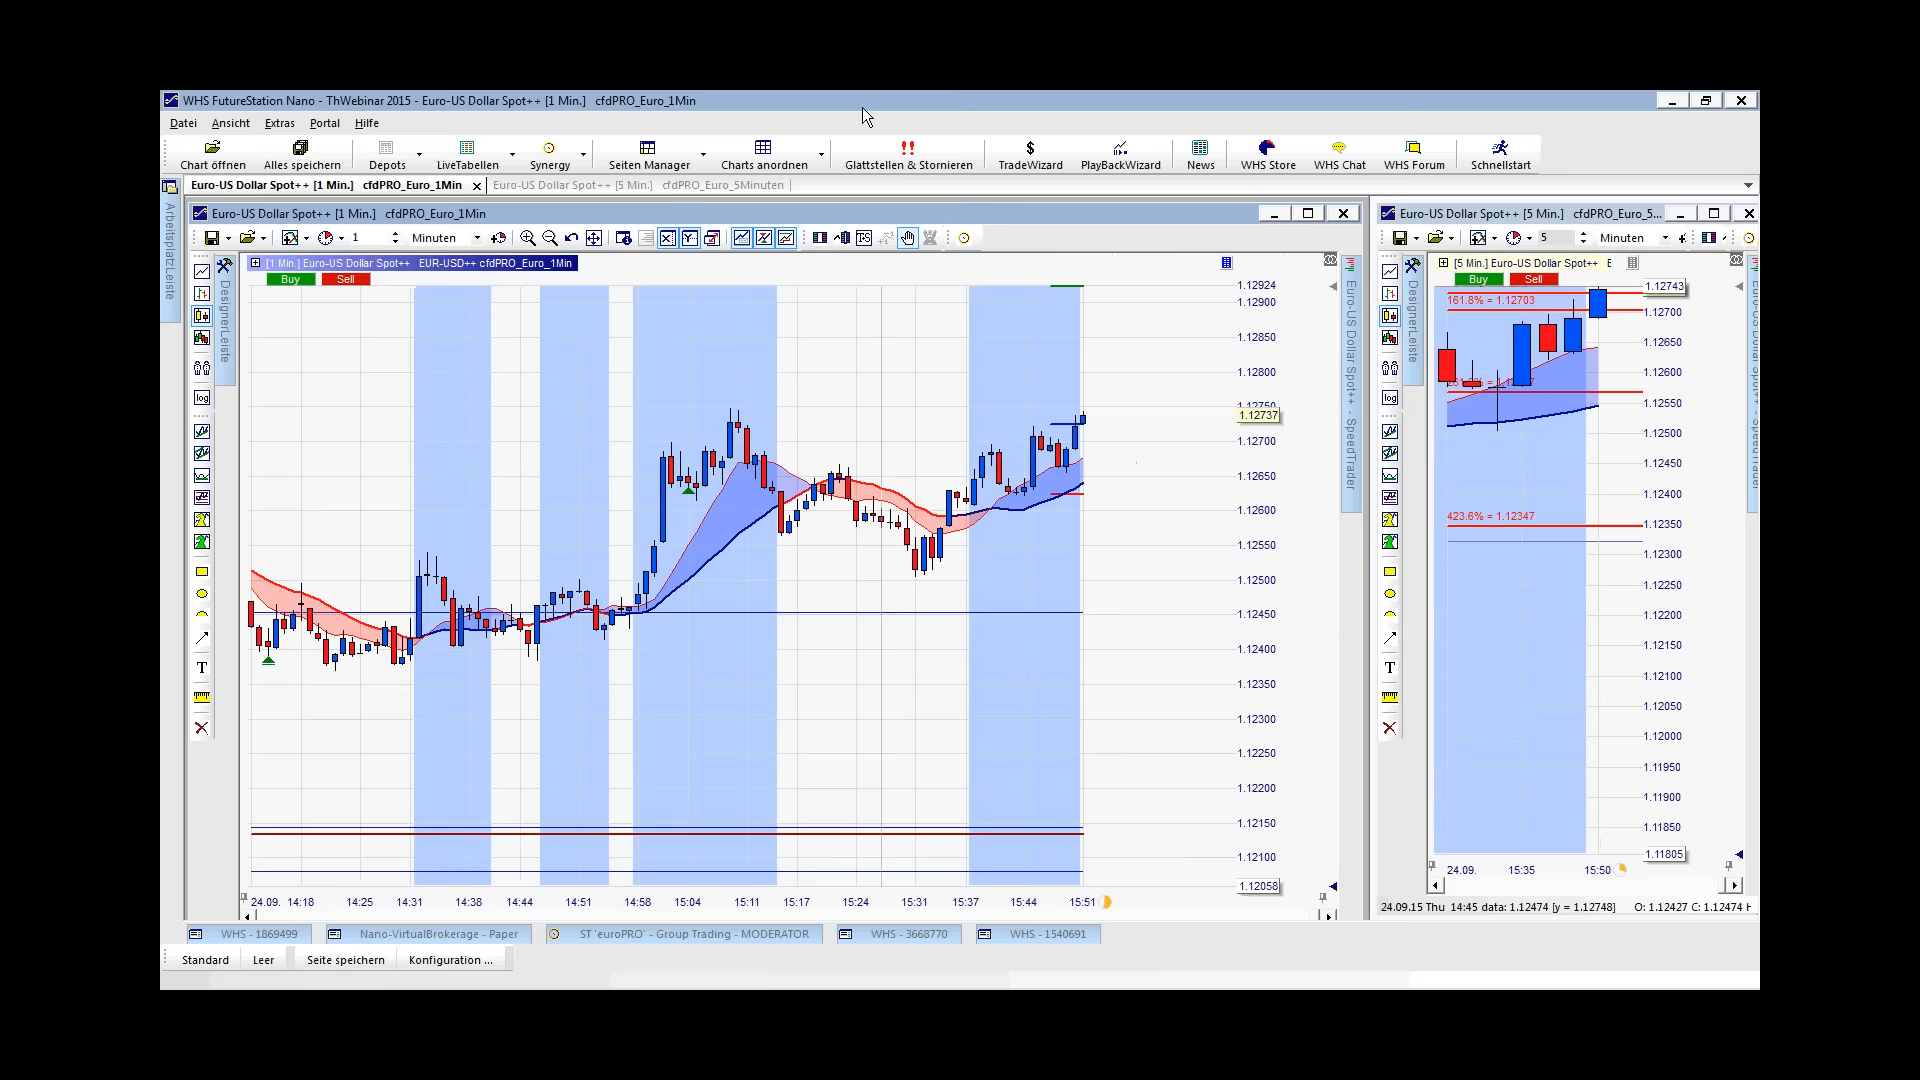 WHS FutureStation Nano - ThWebinar 2015 - Euro-US Dollar Spot++ [1 Min.] cfdPRO_Euro_1Min
Datei Ansicht Extras Portal Hilfe
Chart öffnen Alles speichern Depots LiveTabellen Synergy Seiten Manager Charts anordnen Glattstellen & Stornieren TradeWizard PlayBackWizard News WHS Store WHS Chat WHS Forum Schnellstart
Euro-US Dollar Spot++ [1 Min.] cfdPRO_Euro_1Min Euro-US Dollar Spot++ [5 Min.] cfdPRO_Euro_5Minuten
ArbeitsplatzLeiste
Euro-US Dollar Spot++ [1 Min.] cfdPRO_Euro_1Min
1 Minuten
DesignerLeiste
[1 Min.] Euro-US Dollar Spot++ EUR-USD++ cfdPRO_Euro_1Min
Buy Sell
log
T
1.12924
1.12900
1.12850
1.12800
1.12750
1.12737
1.12700
1.12650
1.12600
1.12550
1.12500
1.12450
1.12400
1.12350
1.12300
1.12250
1.12200
1.12150
1.12100
1.12058
24.09. 14:18 14:25 14:31 14:38 14:44 14:51 14:58 15:04 15:11 15:17 15:24 15:31 15:37 15:44 15:51
Euro-US Dollar Spot++ - SpeedTrader
Euro-US Dollar Spot++ [5 Min.] cfdPRO_Euro_5...
5 Minuten
DesignerLeiste
[5 Min.] Euro-US Dollar Spot++ E
Buy Sell
log
T
161.8% = 1.12703
423.6% = 1.12347
1.12743
1.12700
1.12650
1.12600
1.12550
1.12500
1.12450
1.12400
1.12350
1.12300
1.12250
1.12200
1.12150
1.12100
1.12050
1.12000
1.11950
1.11900
1.11850
1.11805
24.09. 15:35 15:50
24.09.15 Thu 14:45 data: 1.12474 [y = 1.12748] O: 1.12427 C: 1.12474 H
WHS - 1869499 Nano-VirtualBrokerage - Paper ST 'euroPRO' - Group Trading - MODERATOR WHS - 3668770 WHS - 1540691
Standard Leer Seite speichern Konfiguration ...